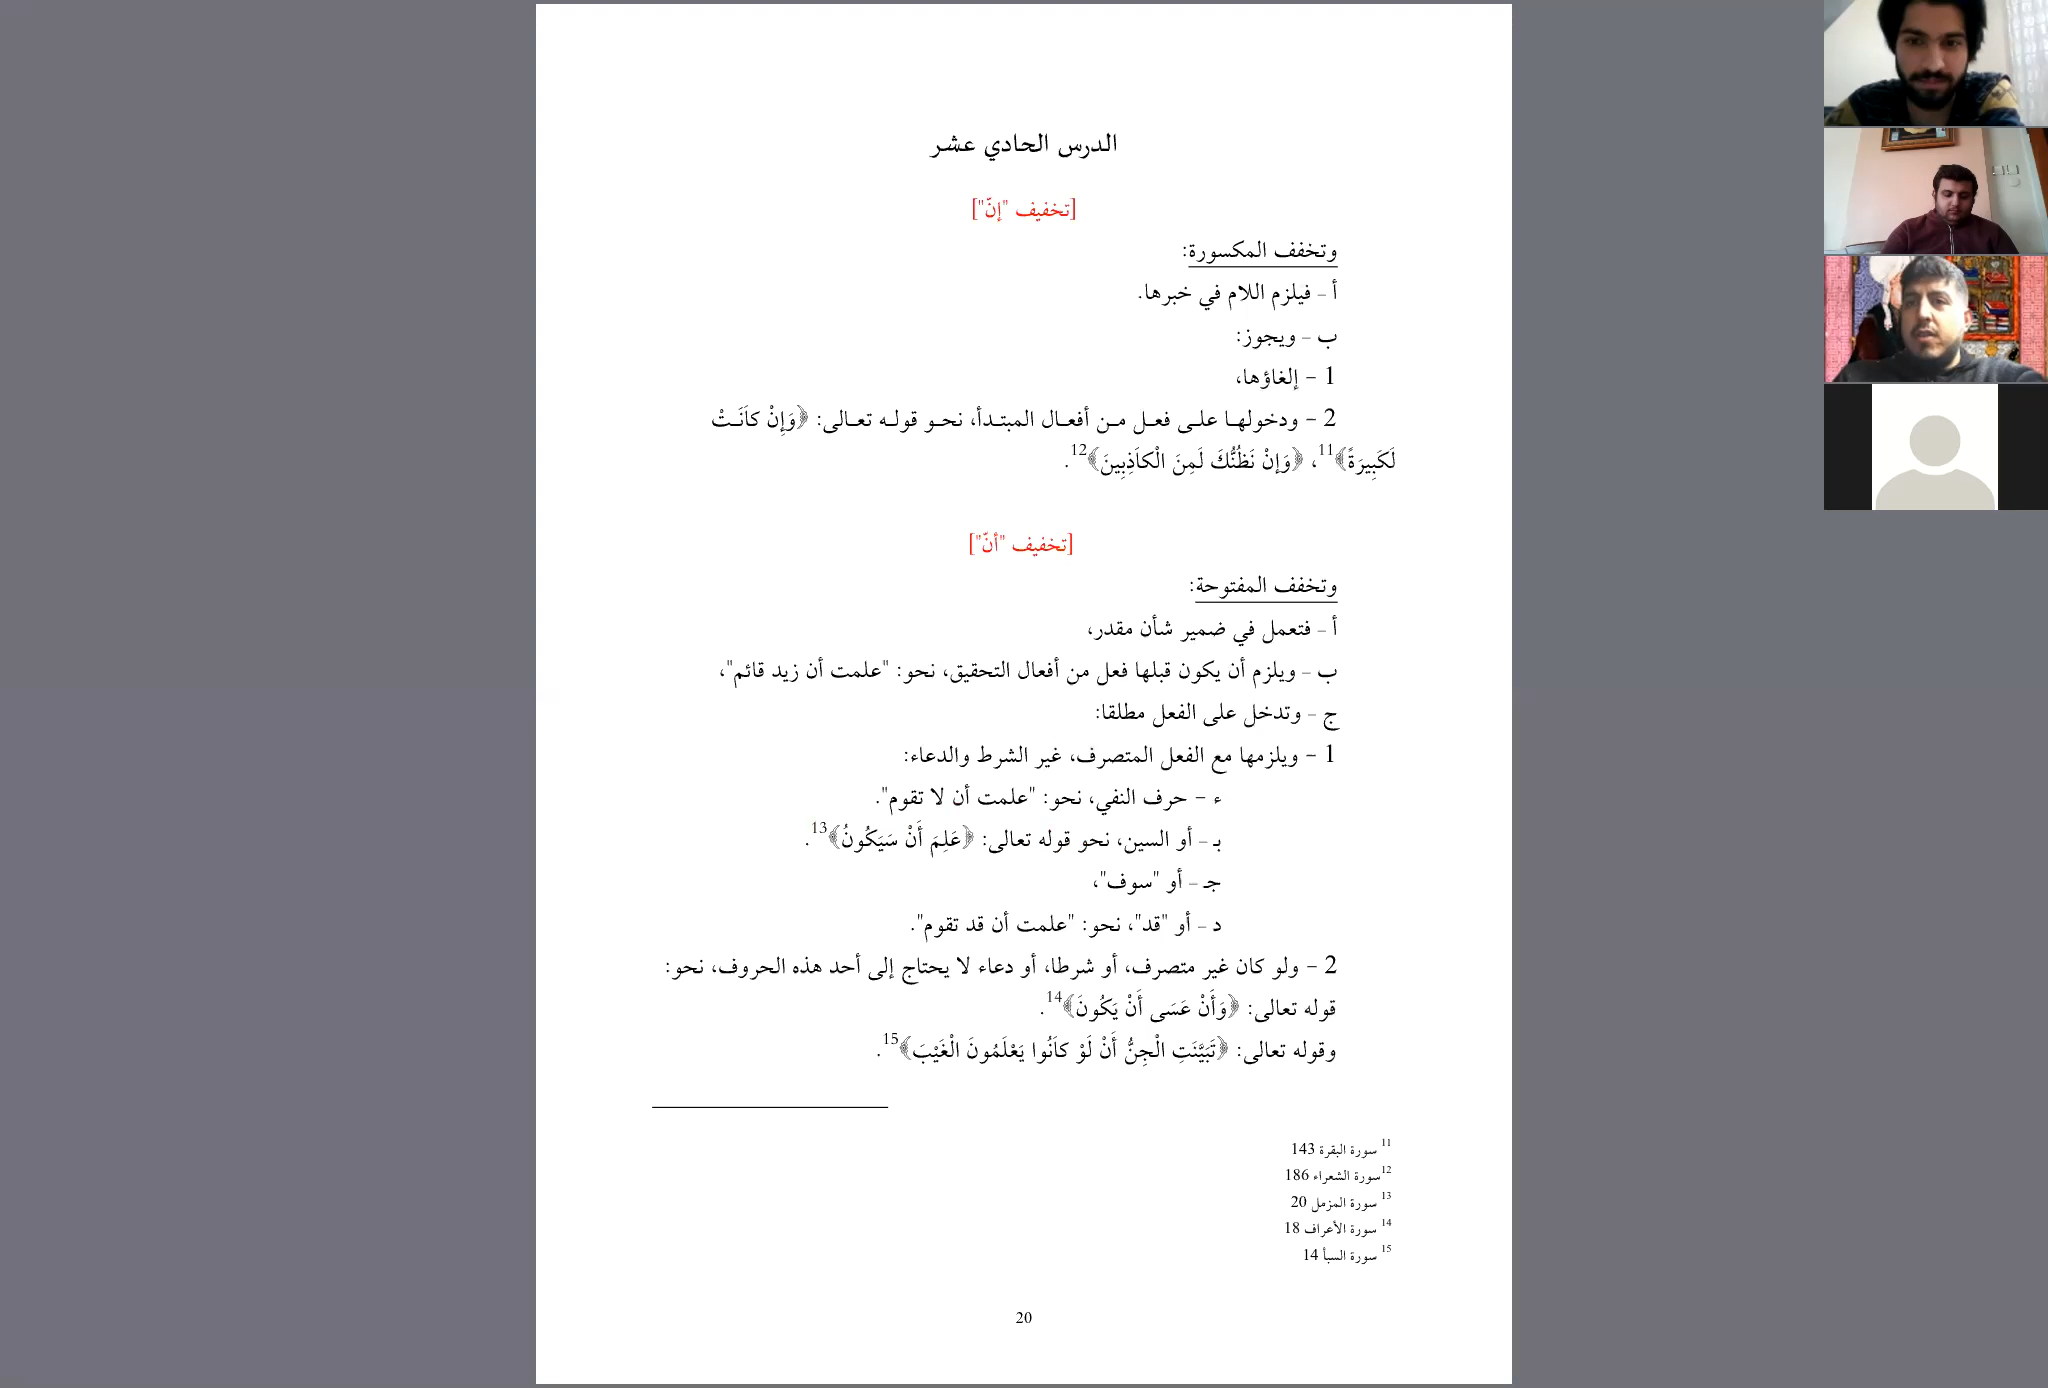 الدرس الحادي عشر
[تخفيف "إنّ"]
وتخفف المكسورة:
أ – فيلزم اللام في خبرها.
ب – ويجوز:
1 – إلغاؤها،
2 – ودخولها على فعل من أفعال المبتدأ، نحو قوله تعالى: ﴿وَإِنْ كاَنَتْ
لَكَبِيرَةً﴾11، ﴿وَإنْ نَظُنُّكَ لَمِنَ الْكاَذِبِينَ﴾12.
[تخفيف "أنّ"]
وتخفف المفتوحة:
أ – فتعمل في ضمير شأن مقدر،
ب – ويلزم أن يكون قبلها فعل من أفعال التحقيق، نحو: "علمت أن زيد قائم"،
ج – وتدخل على الفعل مطلقا:
1 – ويلزمها مع الفعل المتصرف، غير الشرط والدعاء:
ء – حرف النفي، نحو: "علمت أن لا تقوم".
بـ – أو السين، نحو قوله تعالى: ﴿عَلِمَ أَنْ سَيَكُونُ﴾13.
جـ – أو "سوف"،
د – أو "قد"، نحو: "علمت أن قد تقوم".
2 – ولو كان غير متصرف، أو شرطا، أو دعاء لا يحتاج إلى أحد هذه الحروف، نحو:
قوله تعالى: ﴿وَأَنْ عَسَى أَنْ يَكُونَ﴾14.
وقوله تعالى: ﴿تَبَيَّنَتِ الْجِنُّ أَنْ لَوْ كاَنُوا يَعْلَمُونَ الْغَيْبَ﴾15.
11 سورة البقرة 143
12 سورة الشعراء 186
13 سورة المزمل 20
14 سورة الأعراف 18
15 سورة السبأ 14
20